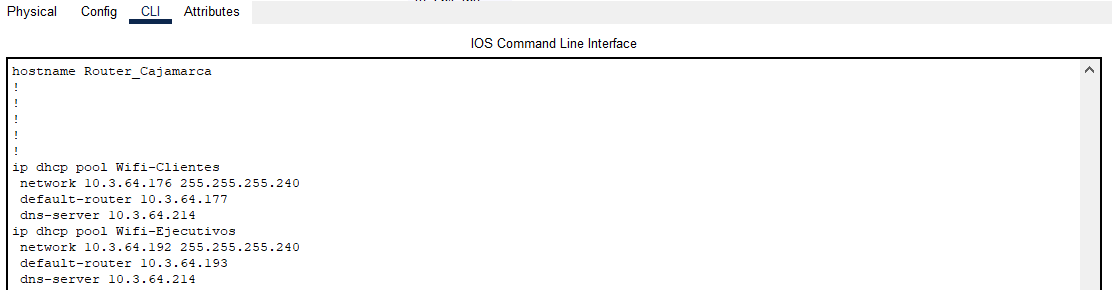 Physical Config CLI Attributes
IOS Command Line Interface
hostname Router_Cajamarca
!
!
!
!
!
ip dhcp pool Wifi-Clientes
 network 10.3.64.176 255.255.255.240
 default-router 10.3.64.177
 dns-server 10.3.64.214
ip dhcp pool Wifi-Ejecutivos
 network 10.3.64.192 255.255.255.240
 default-router 10.3.64.193
 dns-server 10.3.64.214